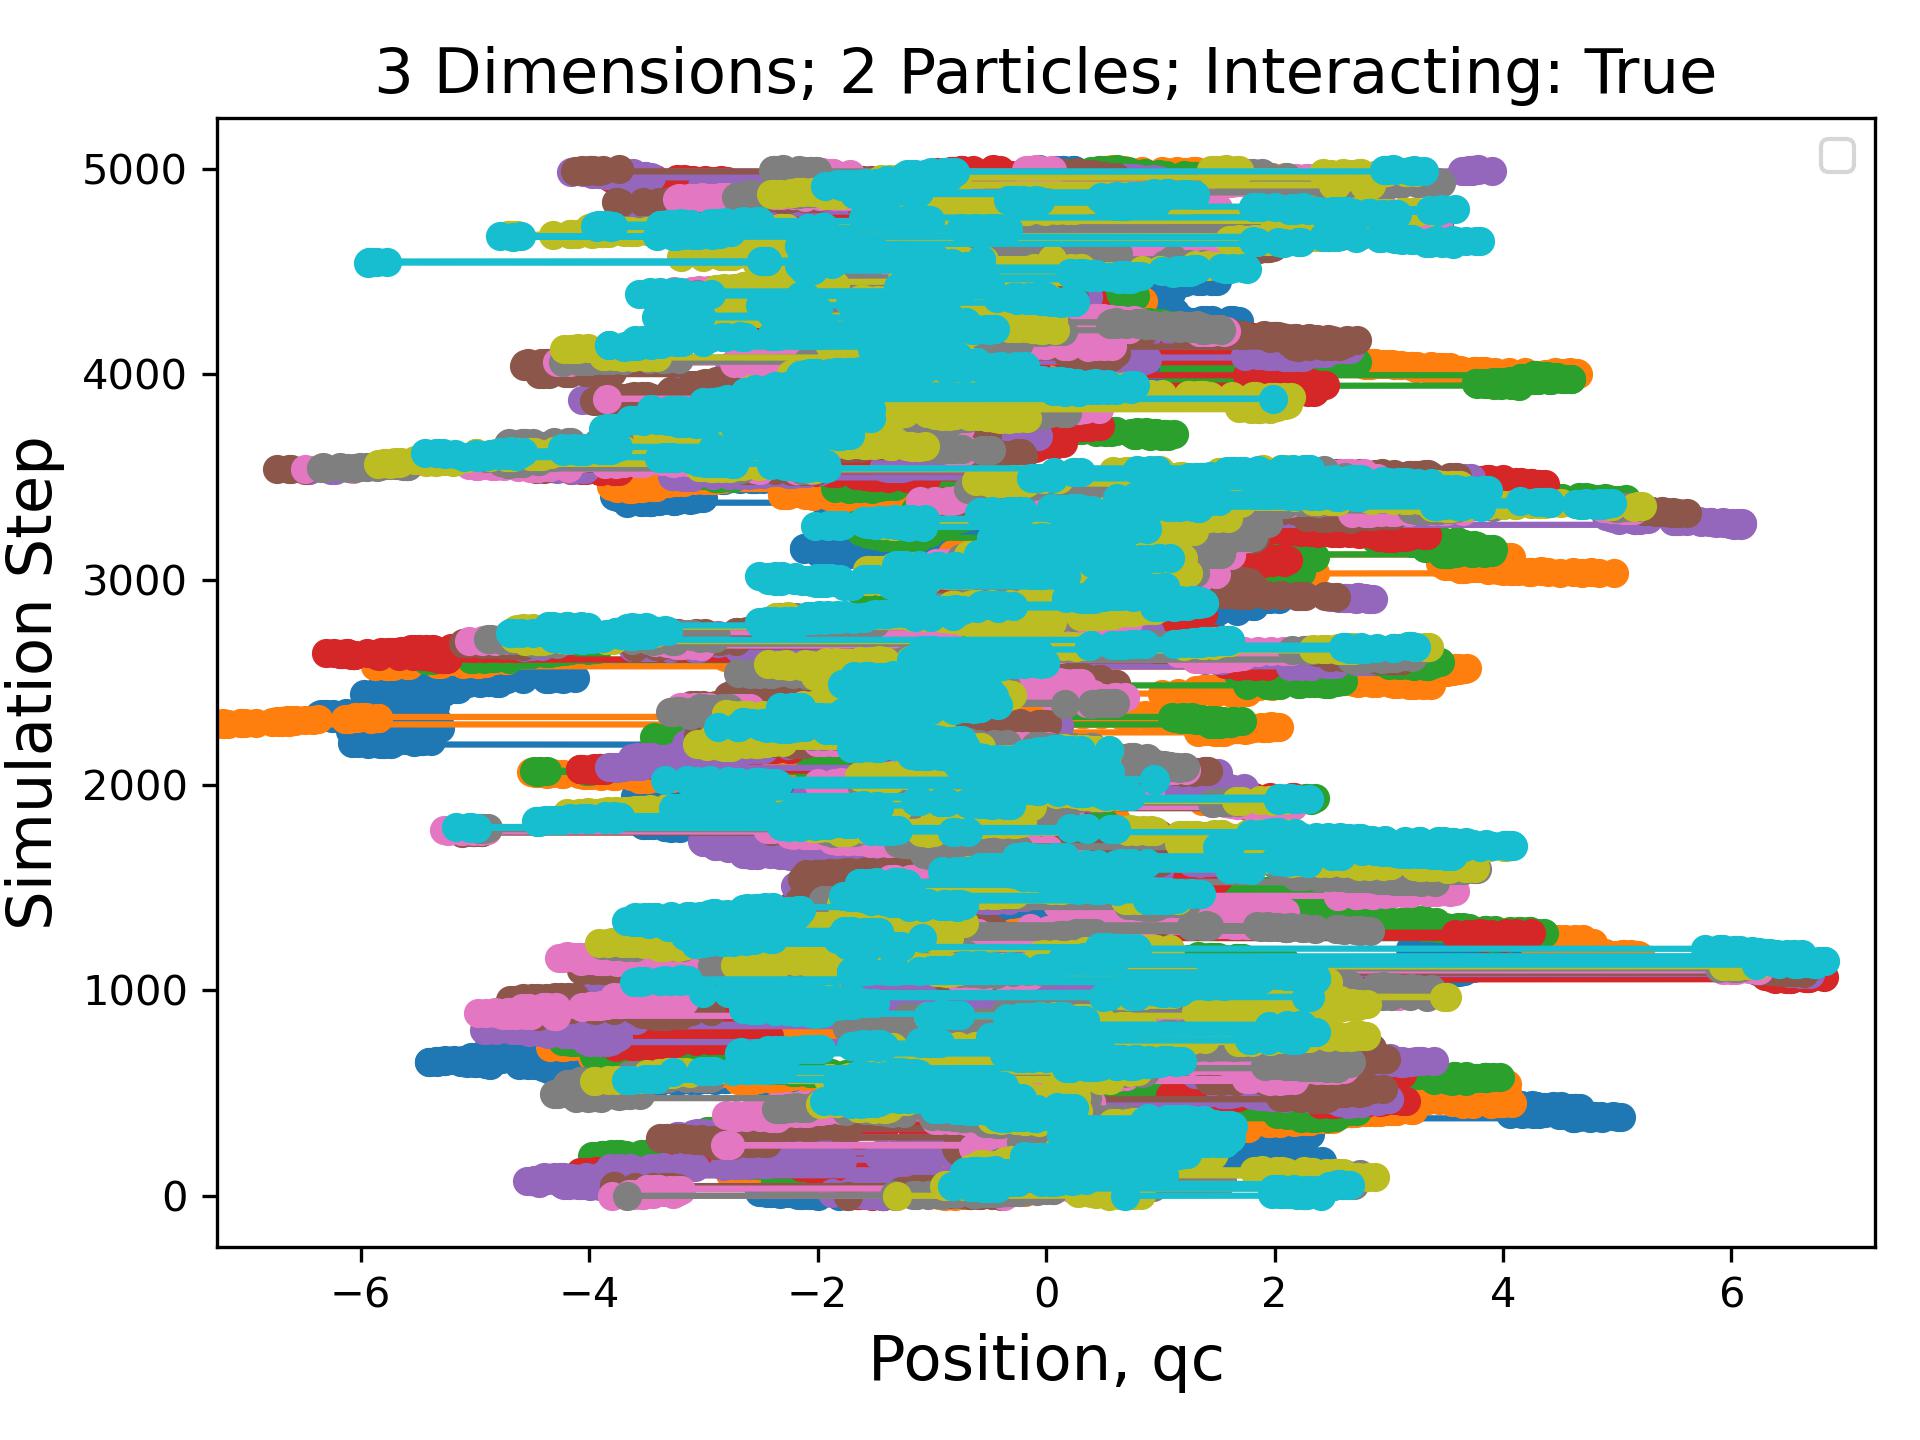 3 Dimensions; 2 Particles; Interacting: True
5000
4000
3000
2000
1000
0
Simulation Step
−6 −4 −2 0 2 4 6
Position, qc